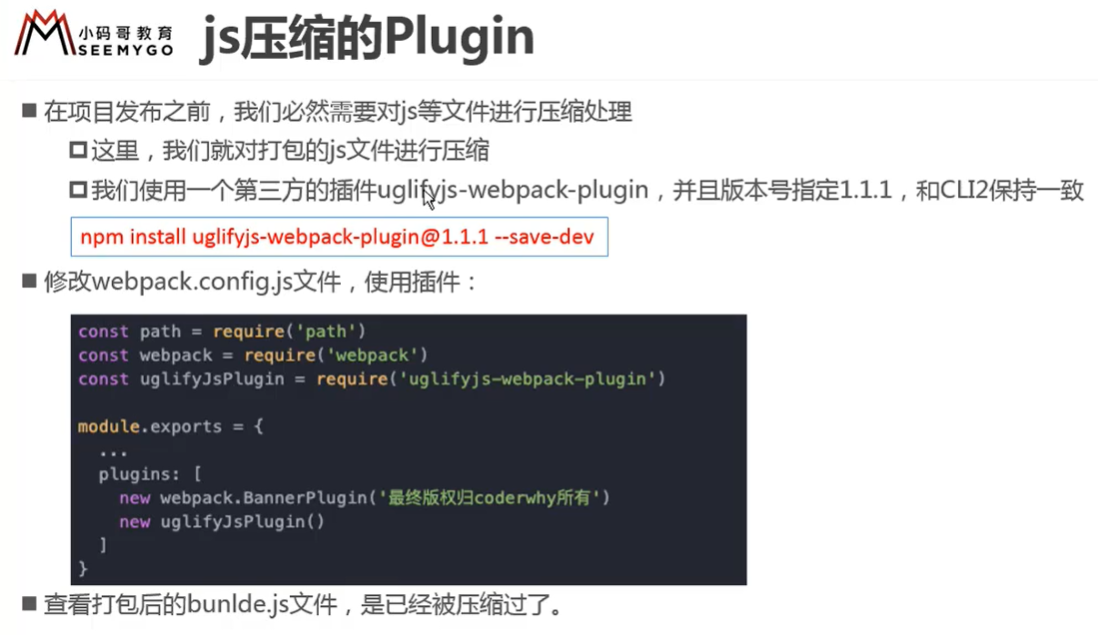 小码哥教育
SEEMYGO
js压缩的Plugin
在项目发布之前，我们必然需要对js等文件进行压缩处理
这里，我们就对打包的js文件进行压缩
我们使用一个第三方的插件uglifyjs-webpack-plugin，并且版本号指定1.1.1，和CLI2保持一致
npm install uglifyjs-webpack-plugin@1.1.1 --save-dev
修改webpack.config.js文件，使用插件：
const path = require('path')
const webpack = require('webpack')
const uglifyJsPlugin = require('uglifyjs-webpack-plugin')
module.exports = {
...
plugins: [
new webpack.BannerPlugin('最终版权归coderwhy所有')
new uglifyJsPlugin()
]
}
查看打包后的bunlde.js文件，是已经被压缩过了。